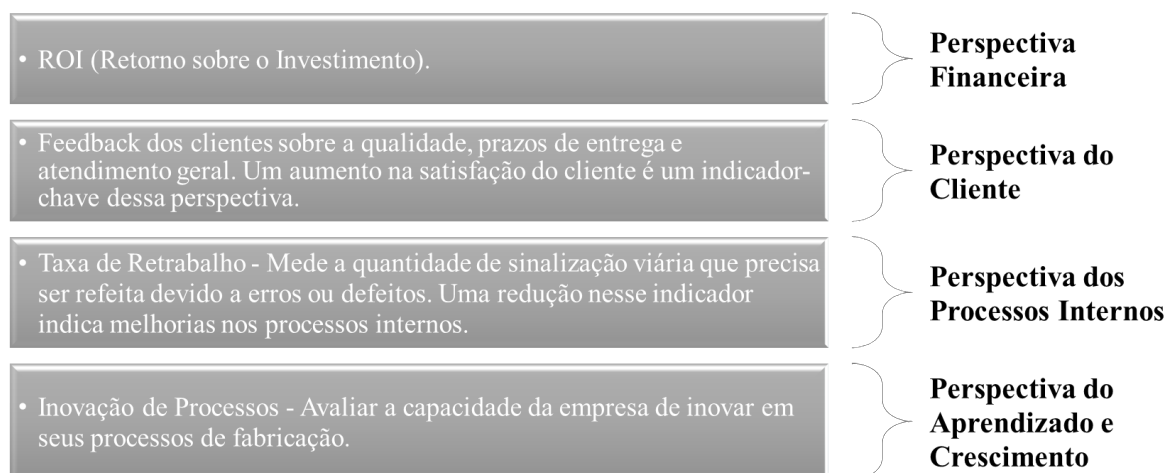 • ROI (Retorno sobre o Investimento).
Perspectiva
Financeira
• Feedback dos clientes sobre a qualidade, prazos de entrega e
atendimento geral. Um aumento na satisfação do cliente é um indicador-
chave dessa perspectiva.
Perspectiva do
Cliente
• Taxa de Retrabalho - Mede a quantidade de sinalização viária que precisa
ser refeita devido a erros ou defeitos. Uma redução nesse indicador
indica melhorias nos processos internos.
Perspectiva dos
Processos Internos
• Inovação de Processos - Avaliar a capacidade da empresa de inovar em
seus processos de fabricação.
Perspectiva do
Aprendizado e
Crescimento